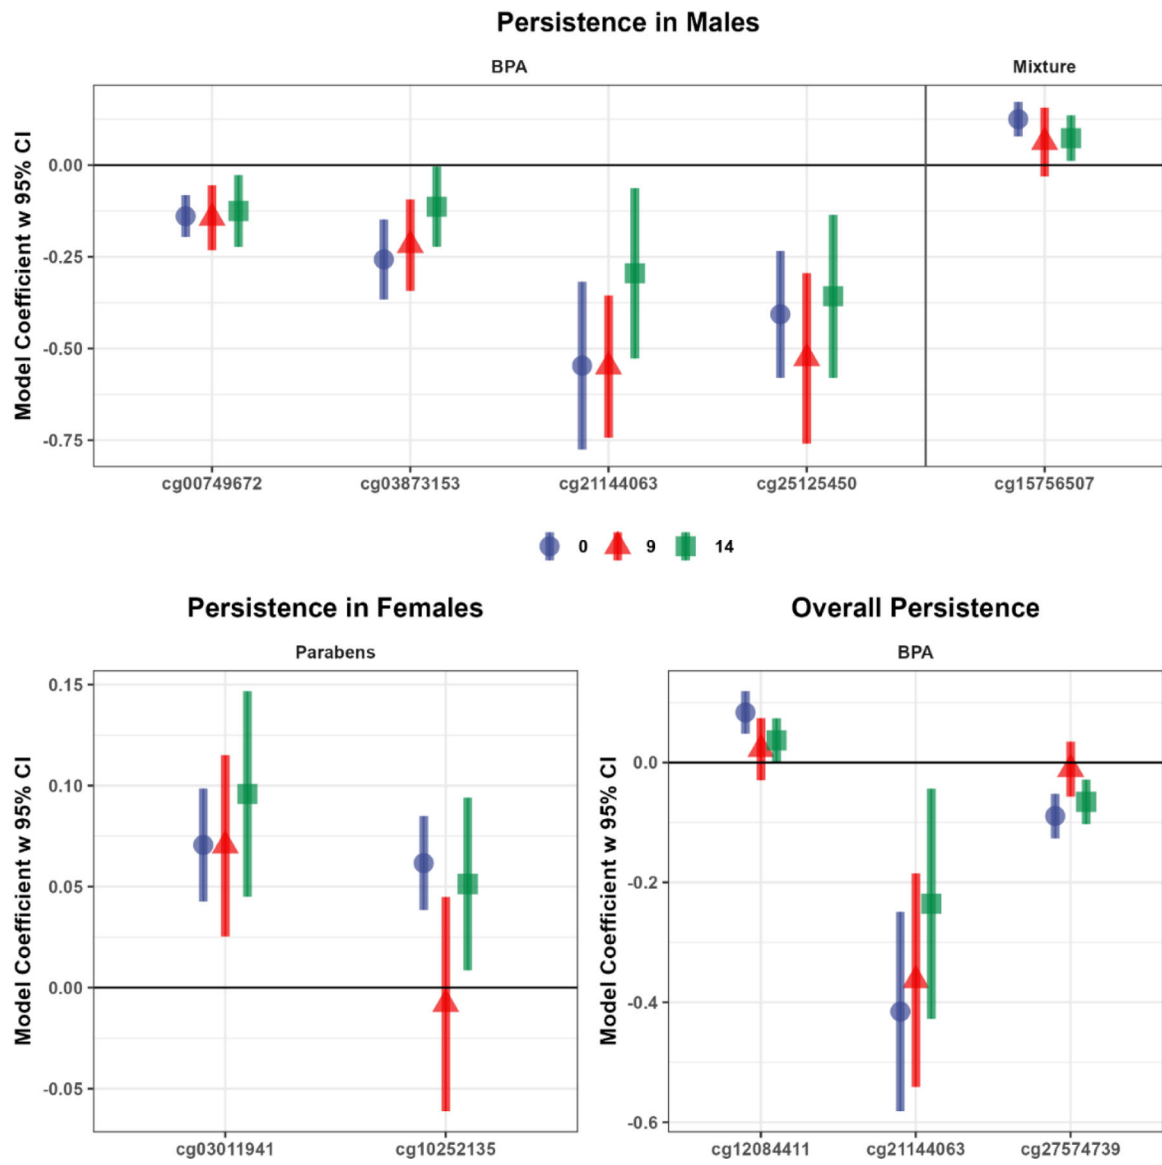 Persistence in Males
BPA
Mixture
Model Coefficient w 95% CI
0.00
-0.25
-0.50
-0.75
cg00749672
cg03873153
cg21144063
cg25125450
cg15756507
0
9
14
Persistence in Females
Parabens
Model Coefficient w 95% CI
0.15
0.10
0.05
0.00
-0.05
cg03011941
cg10252135
Overall Persistence
BPA
Model Coefficient w 95% CI
0.0
-0.2
-0.4
-0.6
cg12084411
cg21144063
cg27574739